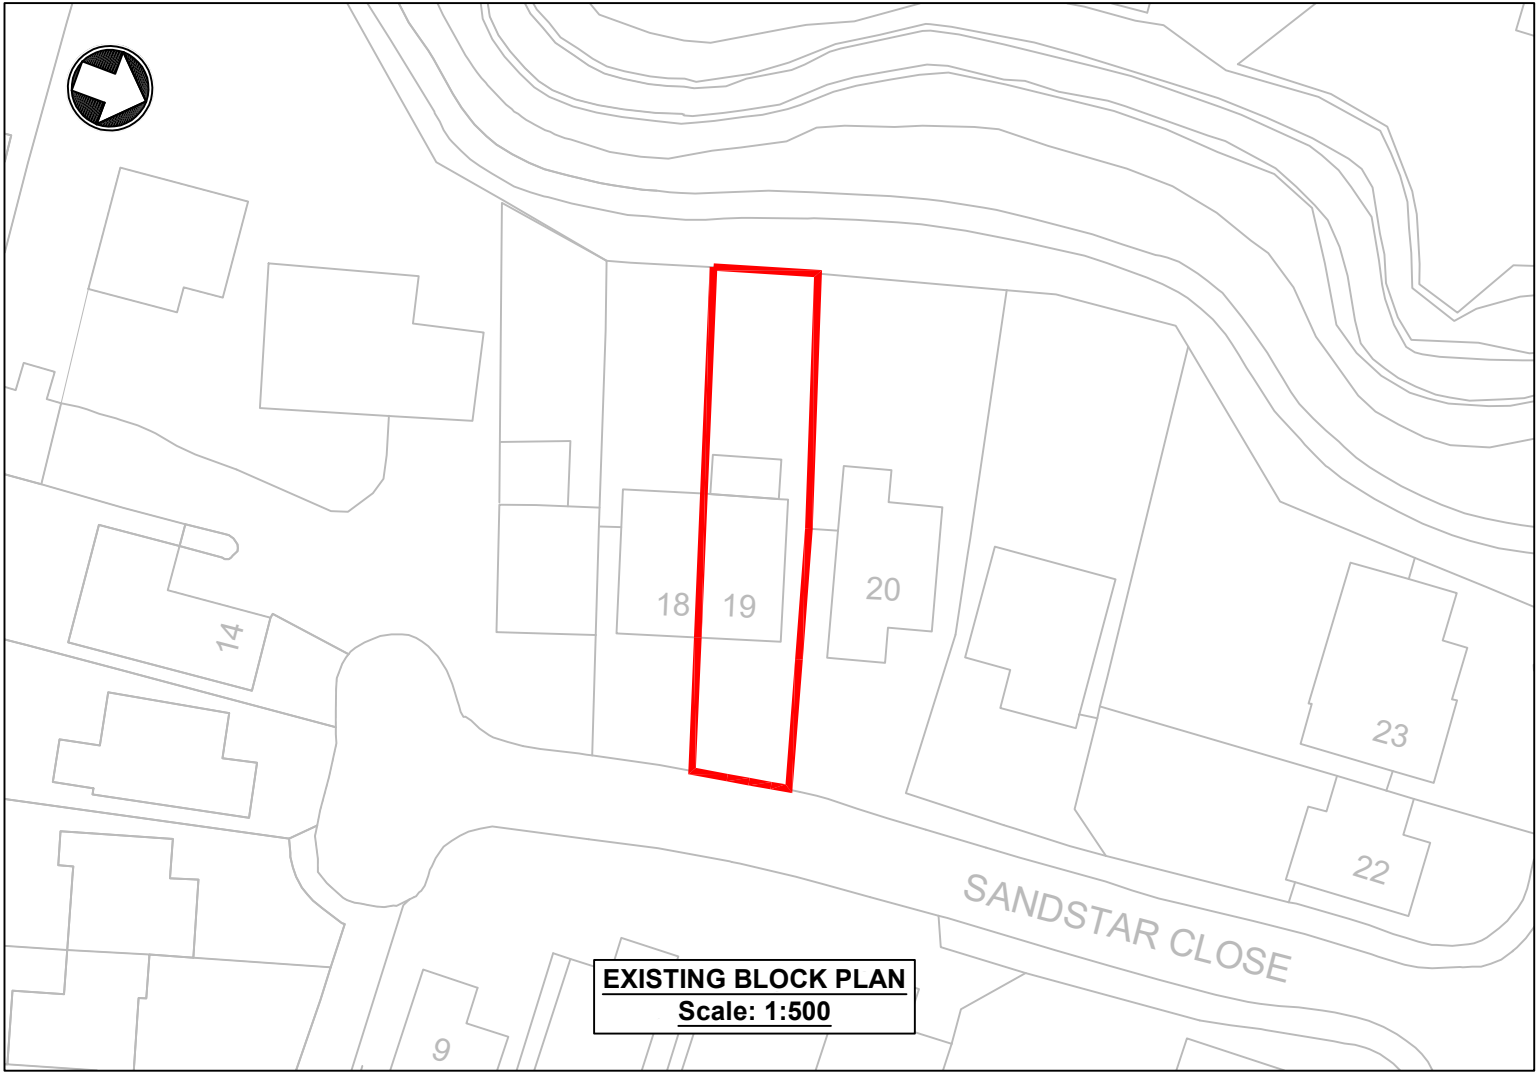 18
19
20
14
23
22
SANDSTAR CLOSE
EXISTING BLOCK PLAN
Scale: 1:500
9